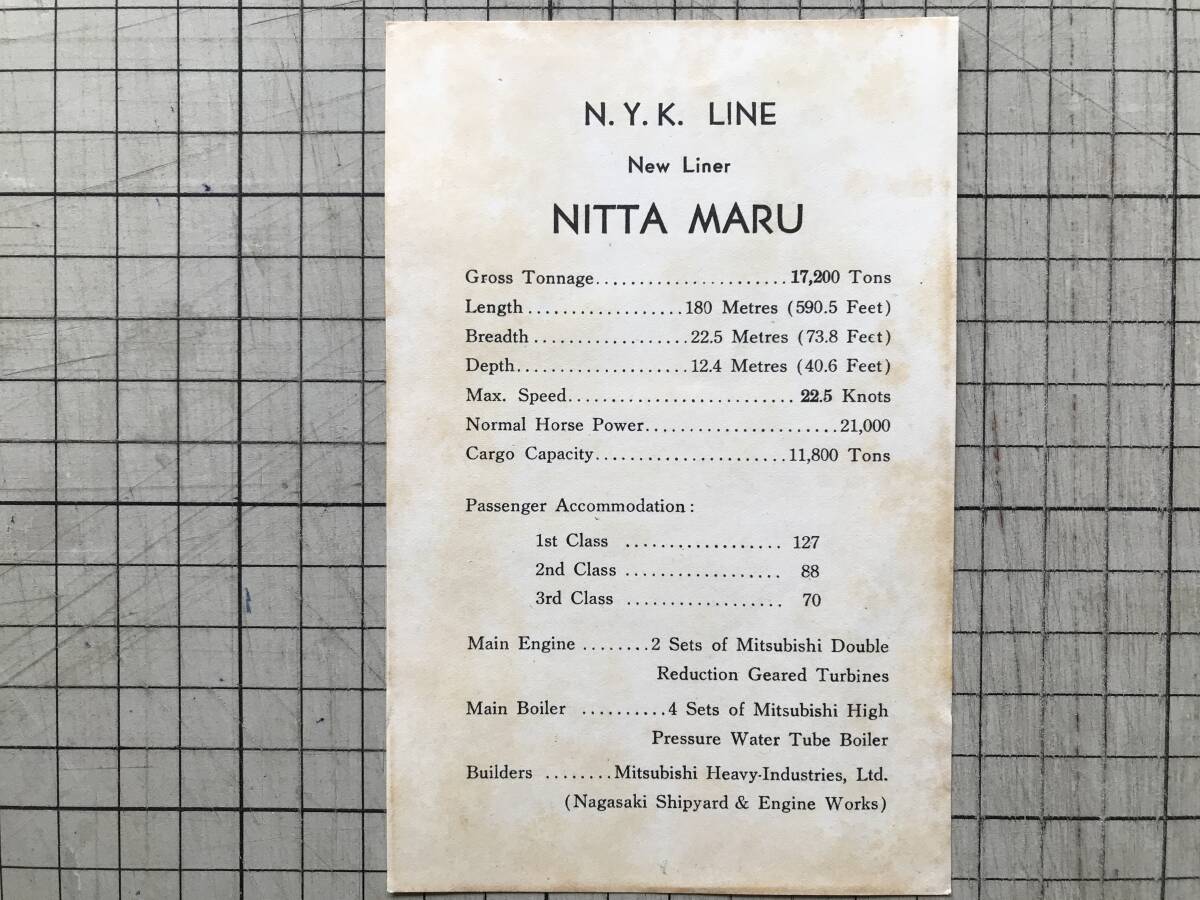 N. Y. K. LINE
New Liner
NITTA MARU
Gross Tonnage......................17,200 Tons
Length..................180 Metres (590.5 Feet)
Breadth..................22.5 Metres (73.8 Feet)
Depth....................12.4 Metres (40.6 Feet)
Max. Speed..........................22.5 Knots
Normal Horse Power......................21,000
Cargo Capacity......................11,800 Tons
Passenger Accommodation:
1st Class .................. 127
2nd Class .................. 88
3rd Class .................. 70
Main Engine ........2 Sets of Mitsubishi Double
Reduction Geared Turbines
Main Boiler ..........4 Sets of Mitsubishi High
Pressure Water Tube Boiler
Builders ........Mitsubishi Heavy-Industries, Ltd.
(Nagasaki Shipyard & Engine Works)